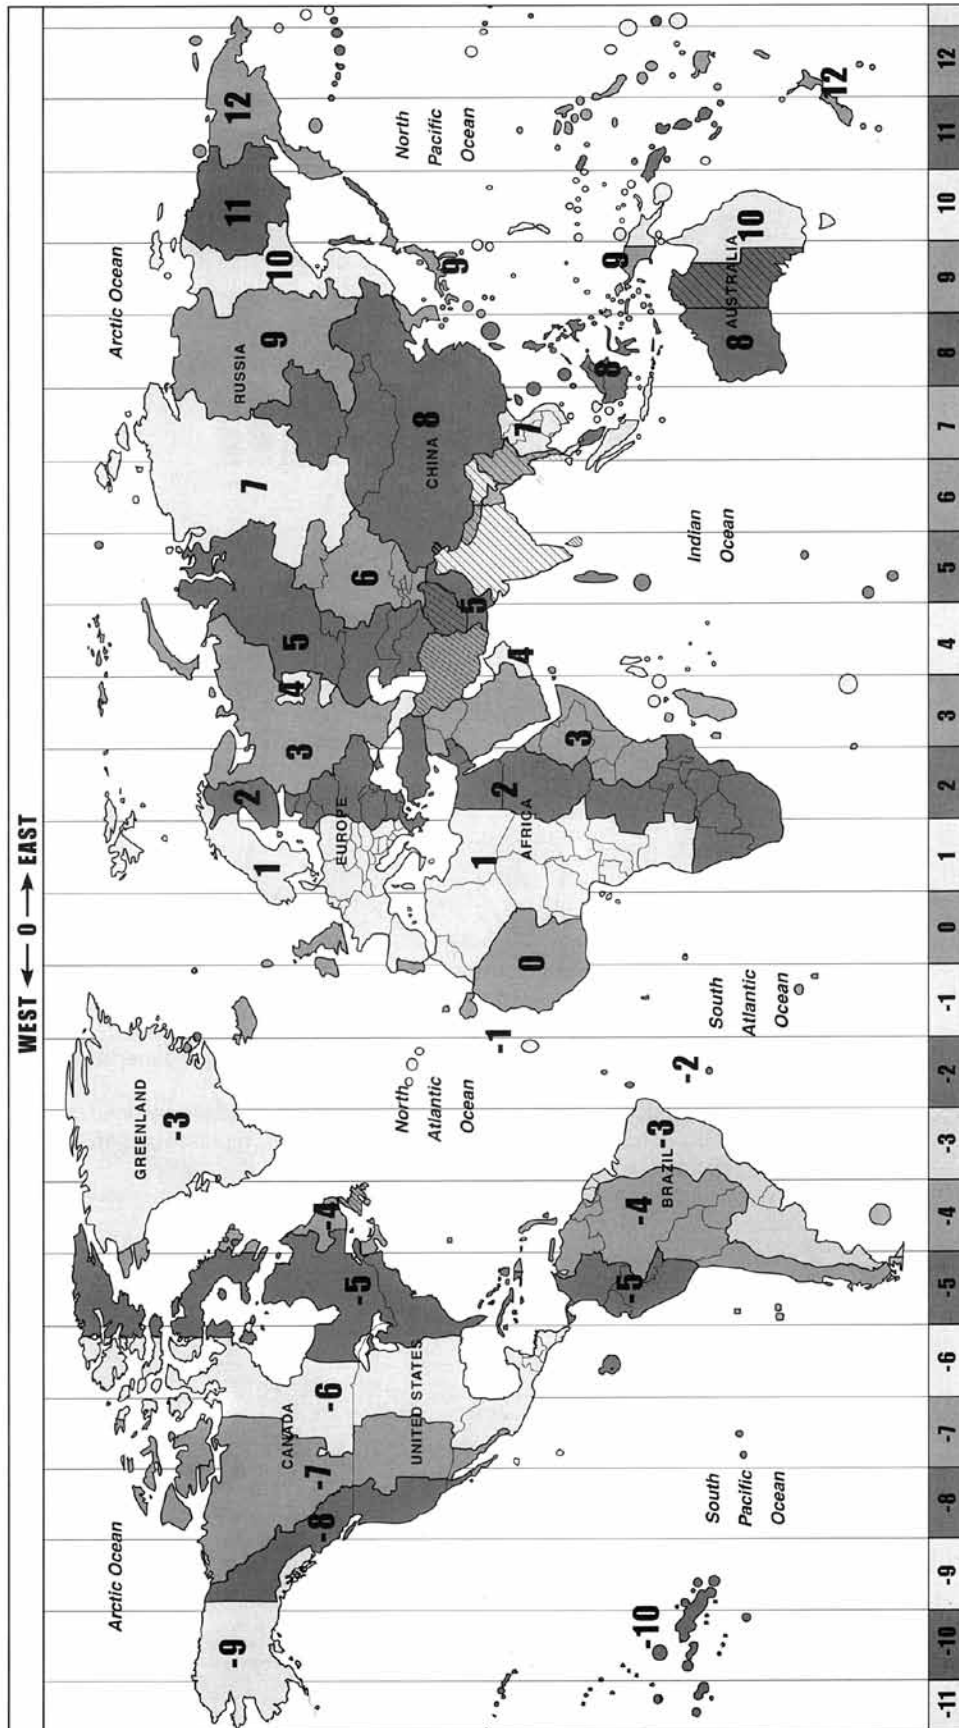 WEST ← 0 → EAST
Arctic Ocean
Arctic Ocean
GREENLAND
-3
-9
-8
-7
CANADA
-6
-5
-4
UNITED STATES
North
Atlantic
Ocean
-1
-5
-4
BRAZIL
-3
-2
-10
South
Pacific
Ocean
South
Atlantic
Ocean
1
2
EUROPE
3
4
5
6
7
RUSSIA
9
10
11
12
CHINA
8
0
1
AFRICA
2
3
4
5
7
8
9
9
North
Pacific
Ocean
Indian
Ocean
8
AUSTRALIA
10
12
-11 -10 -9 -8 -7 -6 -5 -4 -3 -2 -1 0 1 2 3 4 5 6 7 8 9 10 11 12